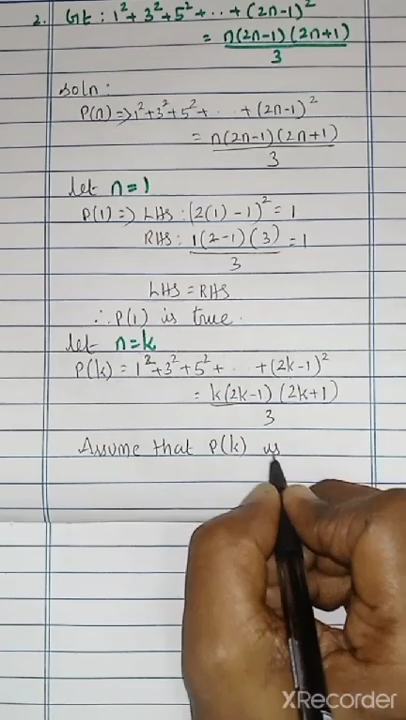 2. Gt : 1²+3²+5²+ .. +(2n-1)²
= n(2n-1)(2n+1)
3
soln :
P(n) => 1²+3²+5²+ .. +(2n-1)²
= n(2n-1)(2n+1)
3
let n=1
P(1) => LHS : (2(1)-1)² = 1
RHS : 1(2-1)(3) = 1
3
LHS = RHS
∴ P(1) is true.
let n=k
P(k) = 1²+3²+5²+ .. +(2k-1)²
= k(2k-1)(2k+1)
3
Assume that P(k) is
XRecorder